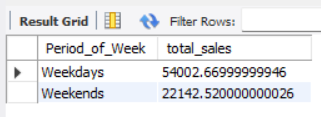 Result Grid Filter Rows:
Period_of_Week total_sales
Weekdays 54002.66999999946
Weekends 22142.520000000026